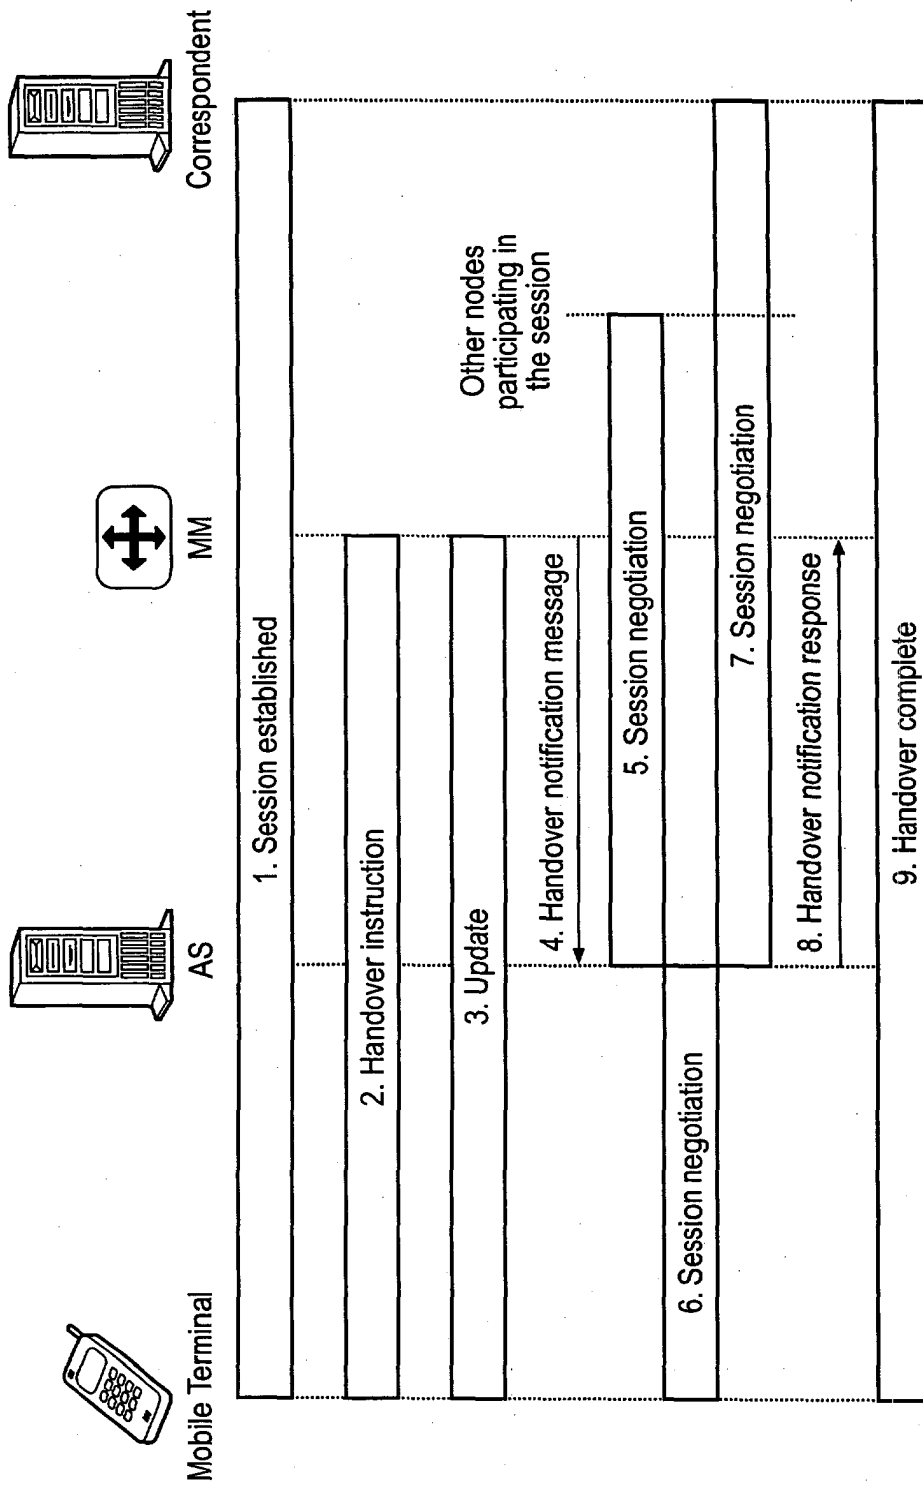 Mobile Terminal
AS
MM
Correspondent
1. Session established
2. Handover instruction
3. Update
4. Handover notification message
Other nodes
participating in
the session
5. Session negotiation
6. Session negotiation
7. Session negotiation
8. Handover notification response
9. Handover complete